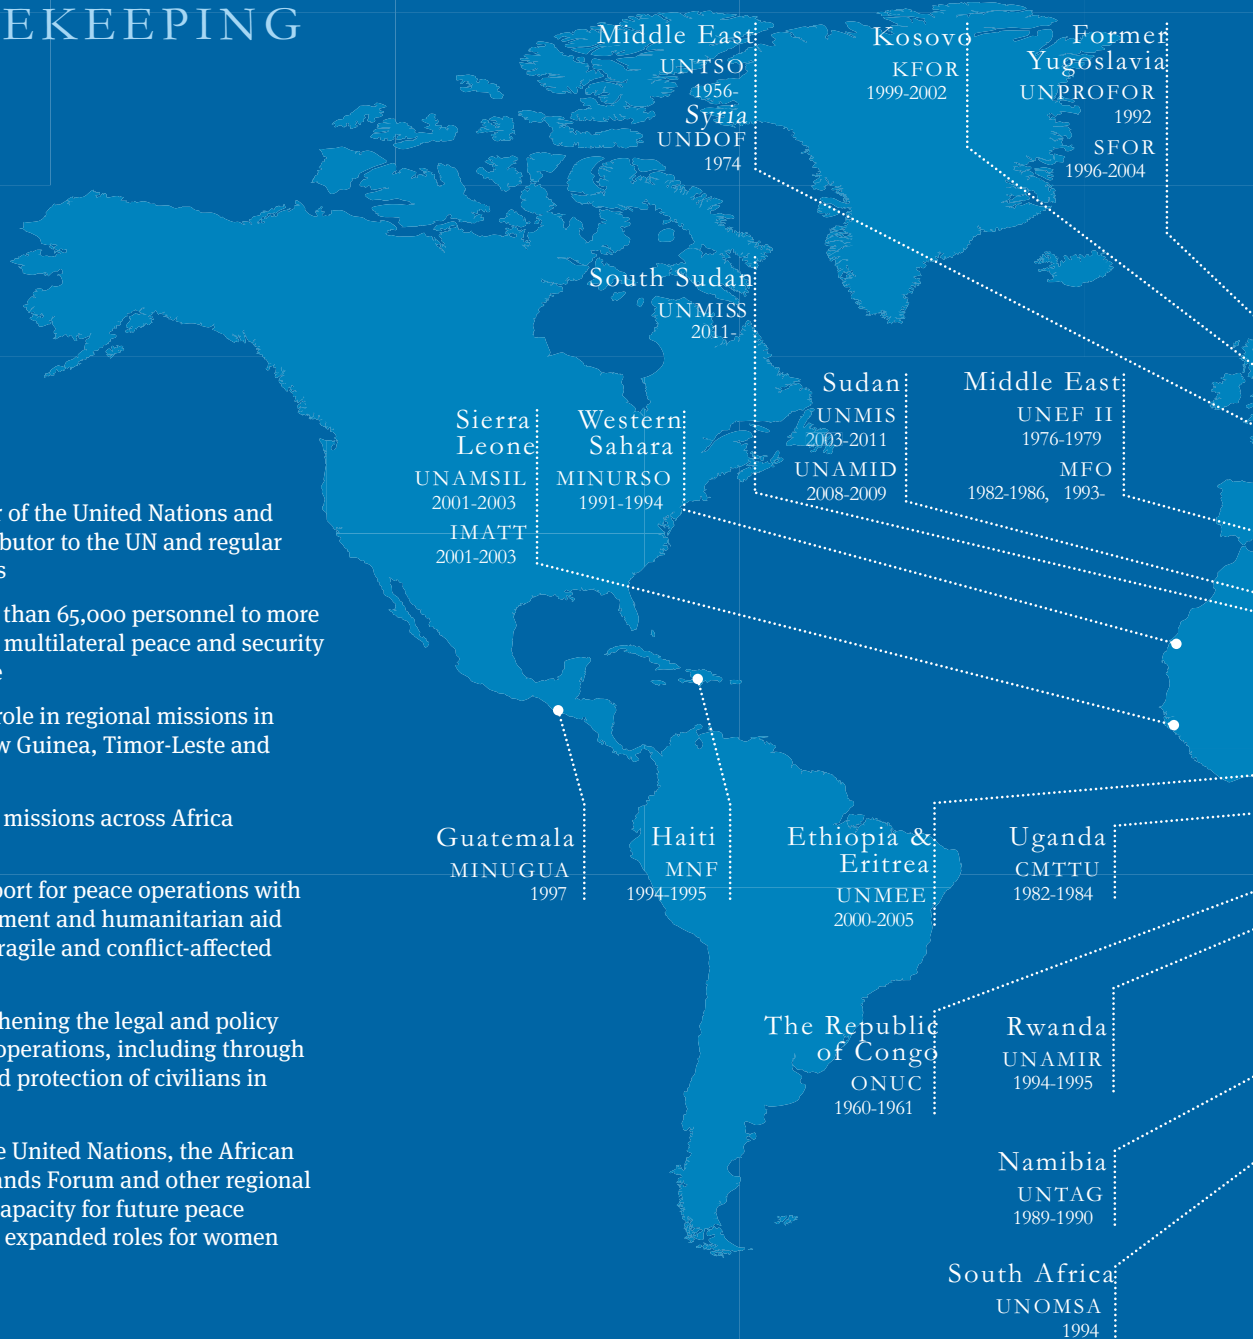 EKEEPING
Middle East
UNTSO
1956-
Syria
UNDOF
1974
Kosovo
KFOR
1999-2002
Former
Yugoslavia
UNPROFOR
1992
SFOR
1996-2004
South Sudan
UNMISS
2011-
Sierra
Leone
UNAMSIL
2001-2003
IMATT
2001-2003
Western
Sahara
MINURSO
1991-1994
Sudan
UNMIS
2003-2011
UNAMID
2008-2009
Middle East
UNEF II
1976-1979
MFO
1982-1986, 1993-
r of the United Nations and
butor to the UN and regular
s
than 65,000 personnel to more
multilateral peace and security
e
role in regional missions in
w Guinea, Timor-Leste and
missions across Africa
port for peace operations with
ment and humanitarian aid
ragile and conflict-affected
hening the legal and policy
operations, including through
d protection of civilians in
e United Nations, the African
ands Forum and other regional
apacity for future peace
expanded roles for women
Guatemala
MINUGUA
1997
Haiti
MNF
1994-1995
Ethiopia &
Eritrea
UNMEE
2000-2005
Uganda
CMTTU
1982-1984
The Republic
of Congo
ONUC
1960-1961
Rwanda
UNAMIR
1994-1995
Namibia
UNTAG
1989-1990
South Africa
UNOMSA
1994